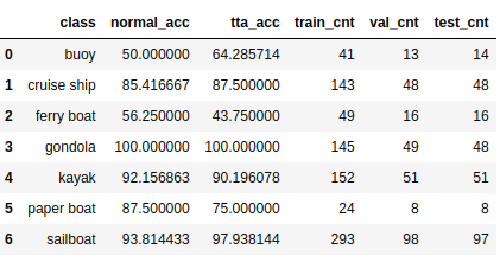 class normal_acc tta_acc train_cnt val_cnt test_cnt
0 buoy 50.000000 64.285714 41 13 14
1 cruise ship 85.416667 87.500000 143 48 48
2 ferry boat 56.250000 43.750000 49 16 16
3 gondola 100.000000 100.000000 145 49 48
4 kayak 92.156863 90.196078 152 51 51
5 paper boat 87.500000 75.000000 24 8 8
6 sailboat 93.814433 97.938144 293 98 97